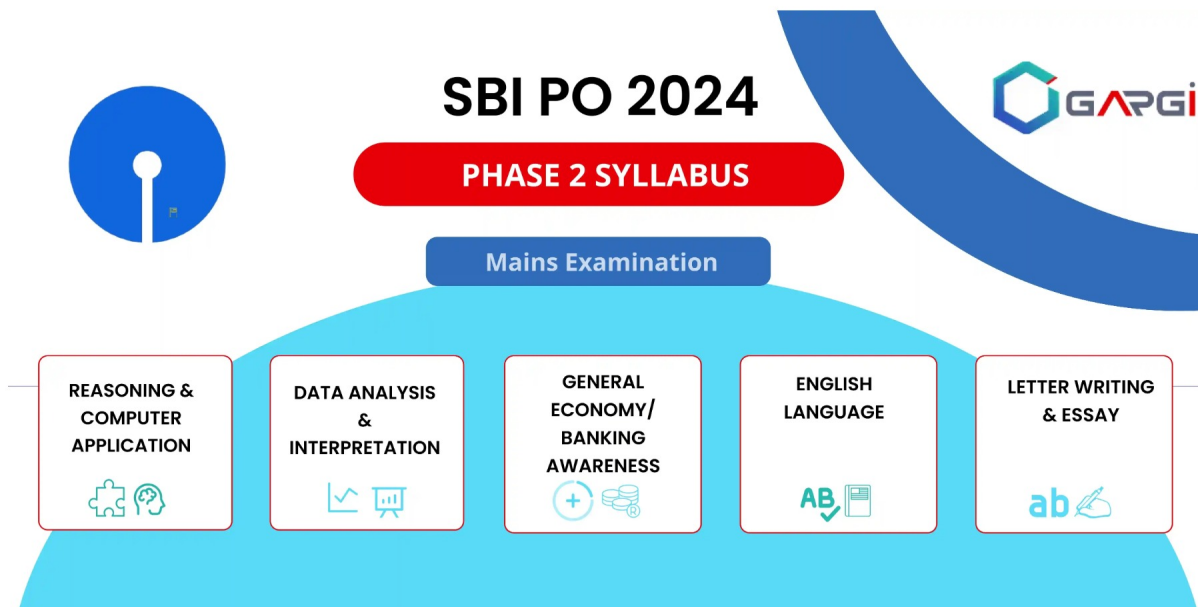 SBI PO 2024
GARGI
PHASE 2 SYLLABUS
Mains Examination
REASONING &
COMPUTER
APPLICATION
DATA ANALYSIS
&
INTERPRETATION
GENERAL
ECONOMY/
BANKING
AWARENESS
ENGLISH
LANGUAGE
LETTER WRITING
& ESSAY
AB
ab